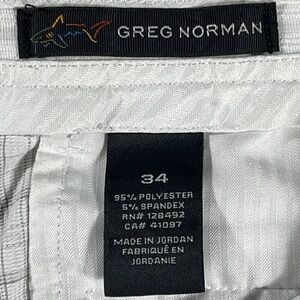 GREG NORMAN
34
95% POLYESTER
5% SPANDEX
RN# 128492
CA# 41097
MADE IN JORDAN
FABRIQUÉ EN
JORDANIE